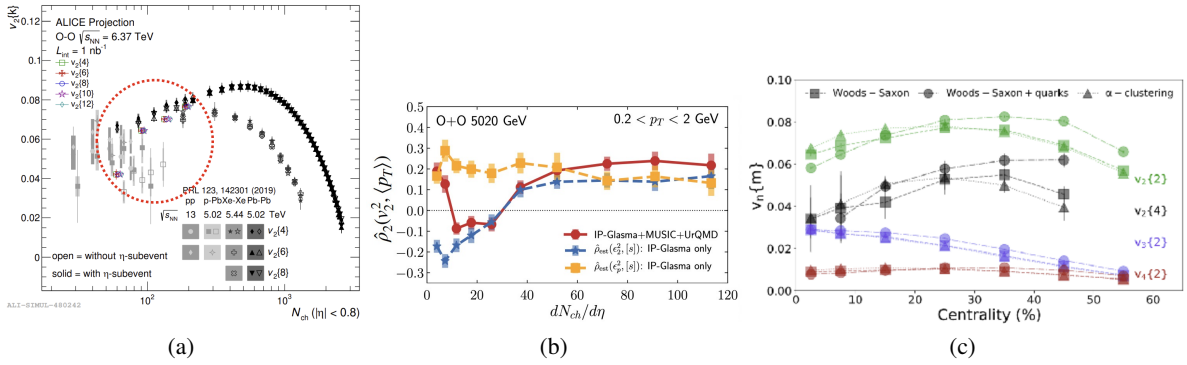 v₂{k}
0.12
0.1
0.08
0.06
0.04
0.02
0
ALICE Projection
O-O √sNN = 6.37 TeV
Lint = 1 nb⁻¹
v₂{4}
v₂{6}
v₂{8}
v₂{10}
v₂{12}
PRL 123, 142301 (2019)
pp p-Pb Xe-Xe Pb-Pb
√sNN 13 5.02 5.44 5.02 TeV
v₂{4}
v₂{6}
v₂{8}
open = without η-subevent
solid = with η-subevent
ALI-SIMUL-480242
10² 10³
Nch (|η| < 0.8)
(a)
ρ̂₂(v₂², ⟨pT⟩)
0.4
0.3
0.2
0.1
0.0
−0.1
−0.2
−0.3
O+O 5020 GeV 0.2 < pT < 2 GeV
IP-Glasma+MUSIC+UrQMD
ρ̂est(ε₂², [s]): IP-Glasma only
ρ̂est(εp², [s]): IP-Glasma only
0 20 40 60 80 100 120
dNch/dη
(b)
vn{m}
0.10
0.08
0.06
0.04
0.02
0.00
Woods − Saxon Woods − Saxon + quarks α − clustering
v₂{2}
v₂{4}
v₃{2}
v₄{2}
0 10 20 30 40 50 60
Centrality (%)
(c)